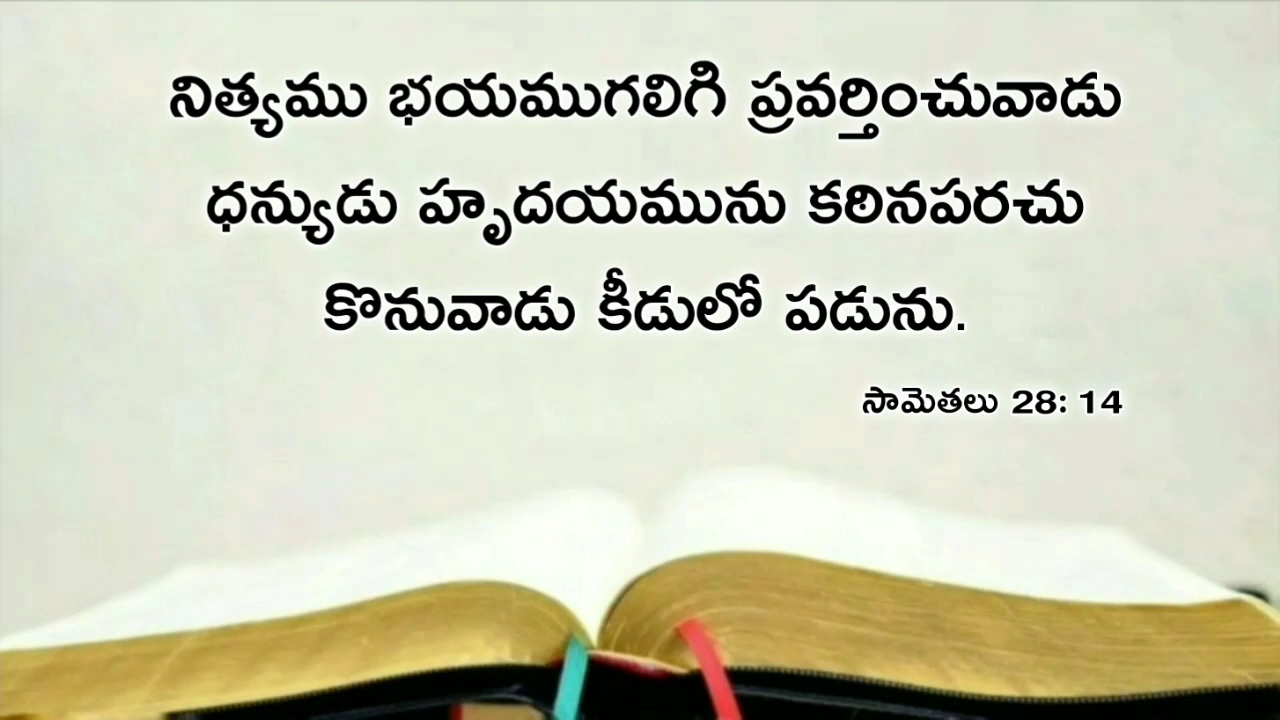 నిత్యము భయముగలిగి ప్రవర్తించువాడు
ధన్యుడు హృదయమును కఠినపరచు
కొనువాడు కీడులో పడును.
సామెతలు 28: 14